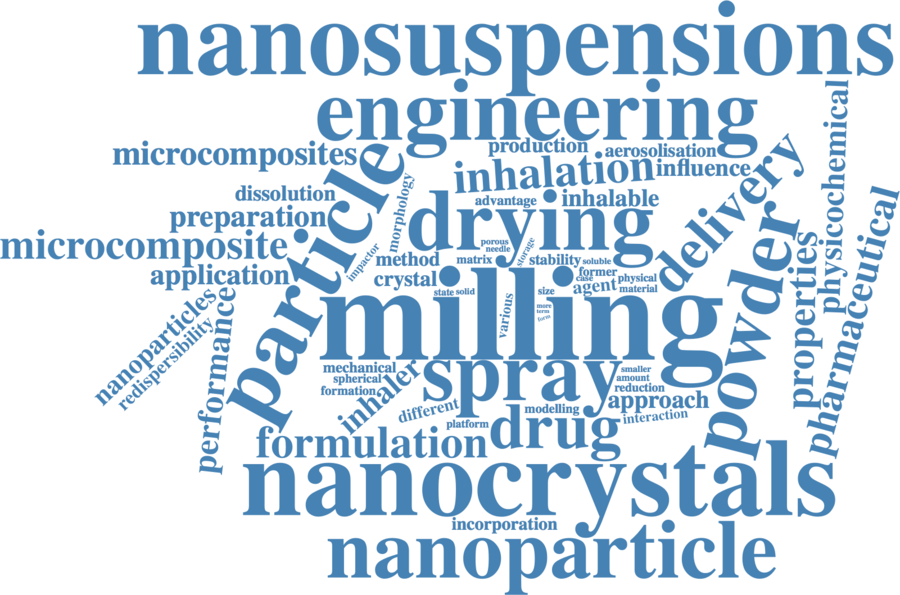 nanosuspensions
engineering
production
microcomposites
aerosolisation
inhalation
influence
physicochemical
particle
delivery
dissolution
morphology
advantage
inhalable
preparation
drying
pharmaceutical
microcomposite
porous
needle
storage
impactor
method
matrix
stability
soluble
powder
properties
application
crystal
former
case
physical
agent
material
state
solid
size
nanoparticles
redispersibility
performance
milling
various
more
term
form
mechanical
spherical
formation
inhaler
spray
smaller
amount
reduction
approach
different
modelling
interaction
platform
drug
formulation
nanocrystals
incorporation
nanoparticle